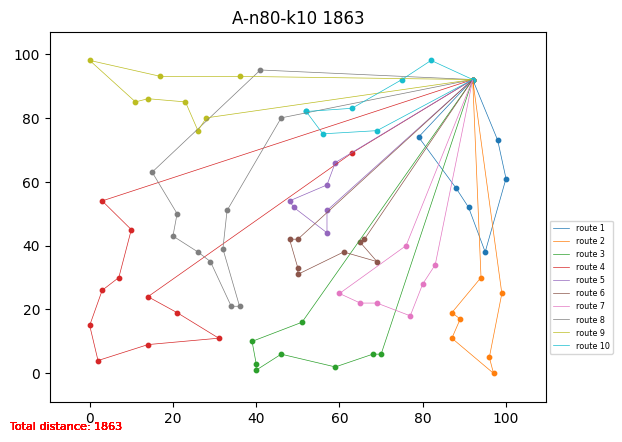 A-n80-k10 1863
100
80
60
40
20
0
0 20 40 60 80 100
route 1
route 2
route 3
route 4
route 5
route 6
route 7
route 8
route 9
route 10
Total distance: 1863